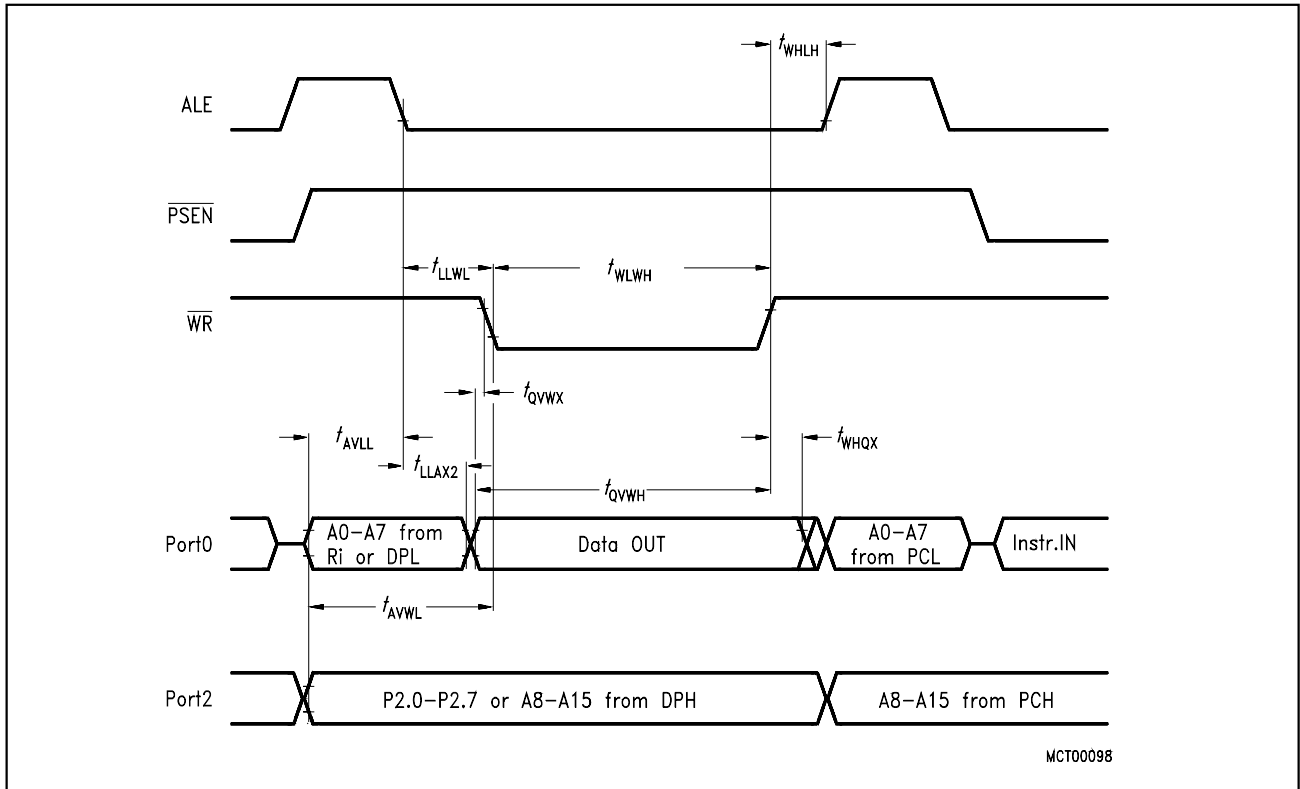 tWHLH
ALE
PSEN
tLLWL
tWLWH
WR
tQVWX
tAVLL
tWHQX
tLLAX2
tQVWH
Port0
A0-A7 from
Ri or DPL
Data OUT
A0-A7
from PCL
Instr.IN
tAVWL
Port2
P2.0-P2.7 or A8-A15 from DPH
A8-A15 from PCH
MCT00098